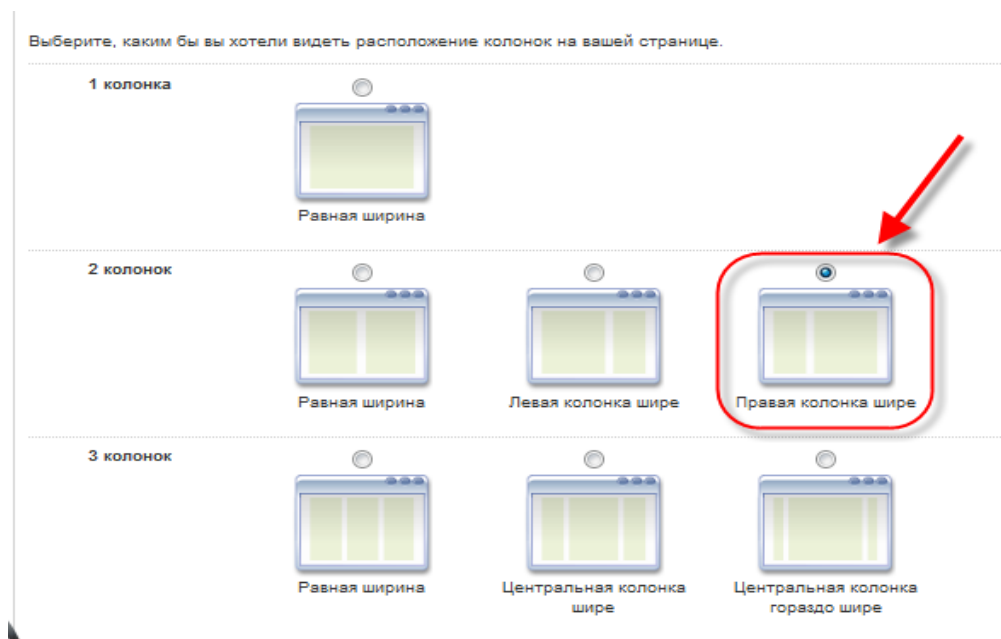 Выберите, каким бы вы хотели видеть расположение колонок на вашей странице.
1 колонка
Равная ширина
2 колонок
Равная ширина
Левая колонка шире
Правая колонка шире
3 колонок
Равная ширина
Центральная колонка
шире
Центральная колонка
гораздо шире